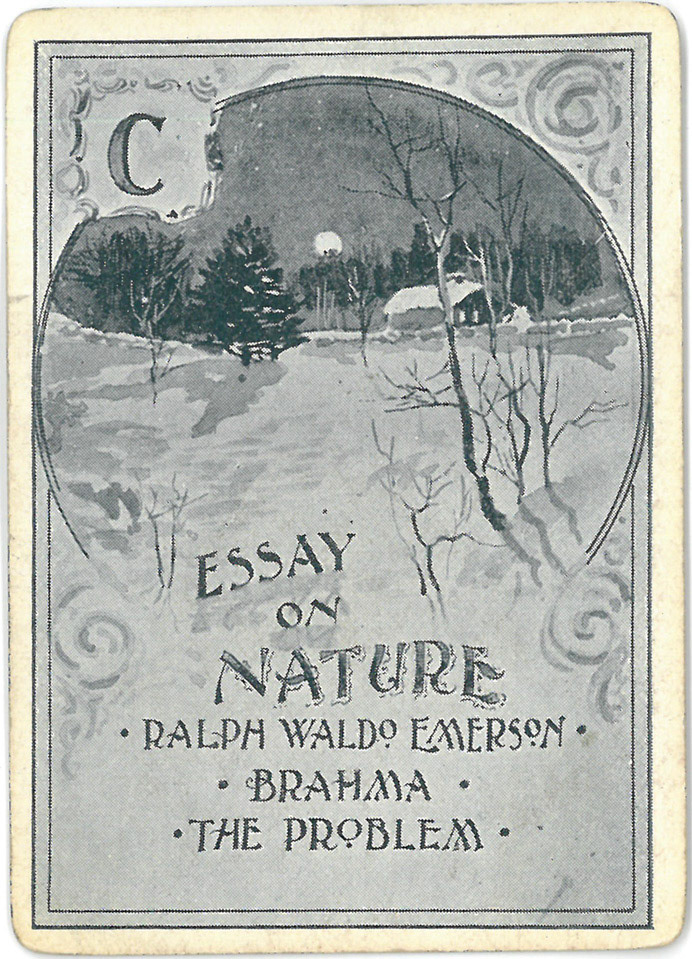 C
ESSAY
ON
NATURE
• RALPH WALDO EMERSON •
• BRAHMA •
• THE PROBLEM •